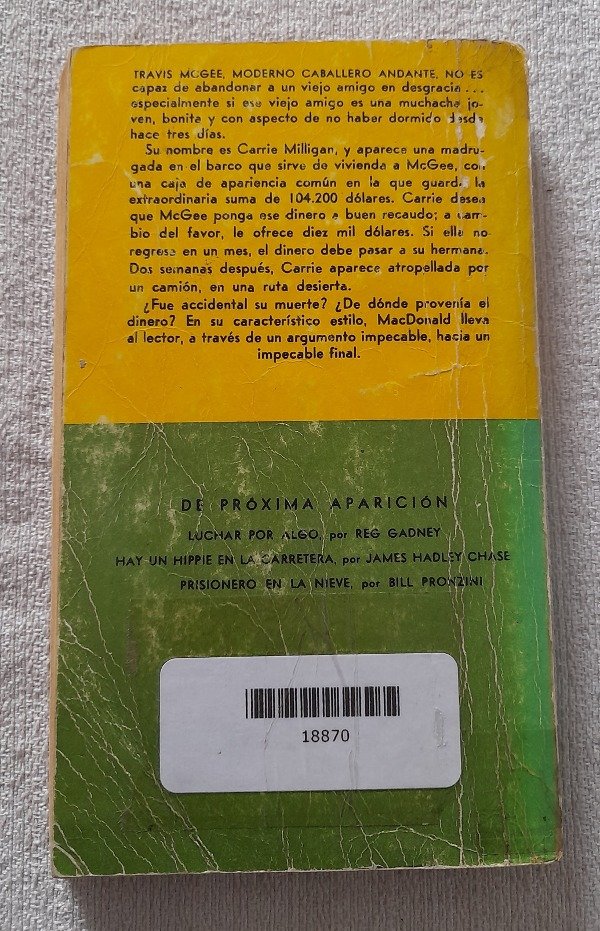 TRAVIS MCGEE, MODERNO CABALLERO ANDANTE, NO ES
capaz de abandonar a un viejo amigo en desgracia...
especialmente si ese viejo amigo es una muchacha jo-
ven, bonita y con aspecto de no haber dormido desde
hace tres días.
Su nombre es Carrie Milligan, y aparece una madru-
gada en el barco que sirve de vivienda a McGee, con
una caja de apariencia común en la que guarda la
extraordinaria suma de 104.200 dólares. Carrie desea
que McGee ponga ese dinero a buen recaudo; a cam-
bio del favor, le ofrece diez mil dólares. Si ella no
regresa en un mes, el dinero debe pasar a su hermana.
Dos semanas después, Carrie aparece atropellada por
un camión, en una ruta desierta.
¿Fue accidental su muerte? ¿De dónde provenía el
dinero? En su característico estilo, MacDonald lleva
al lector, a través de un argumento impecable, hacia un
impecable final.
DE PRÓXIMA APARICIÓN
LUCHAR POR ALGO, por REG GADNEY
HAY UN HIPPIE EN LA CARRETERA, por JAMES HADLEY CHASE
PRISIONERO EN LA NIEVE, por BILL PRONZINI
18870